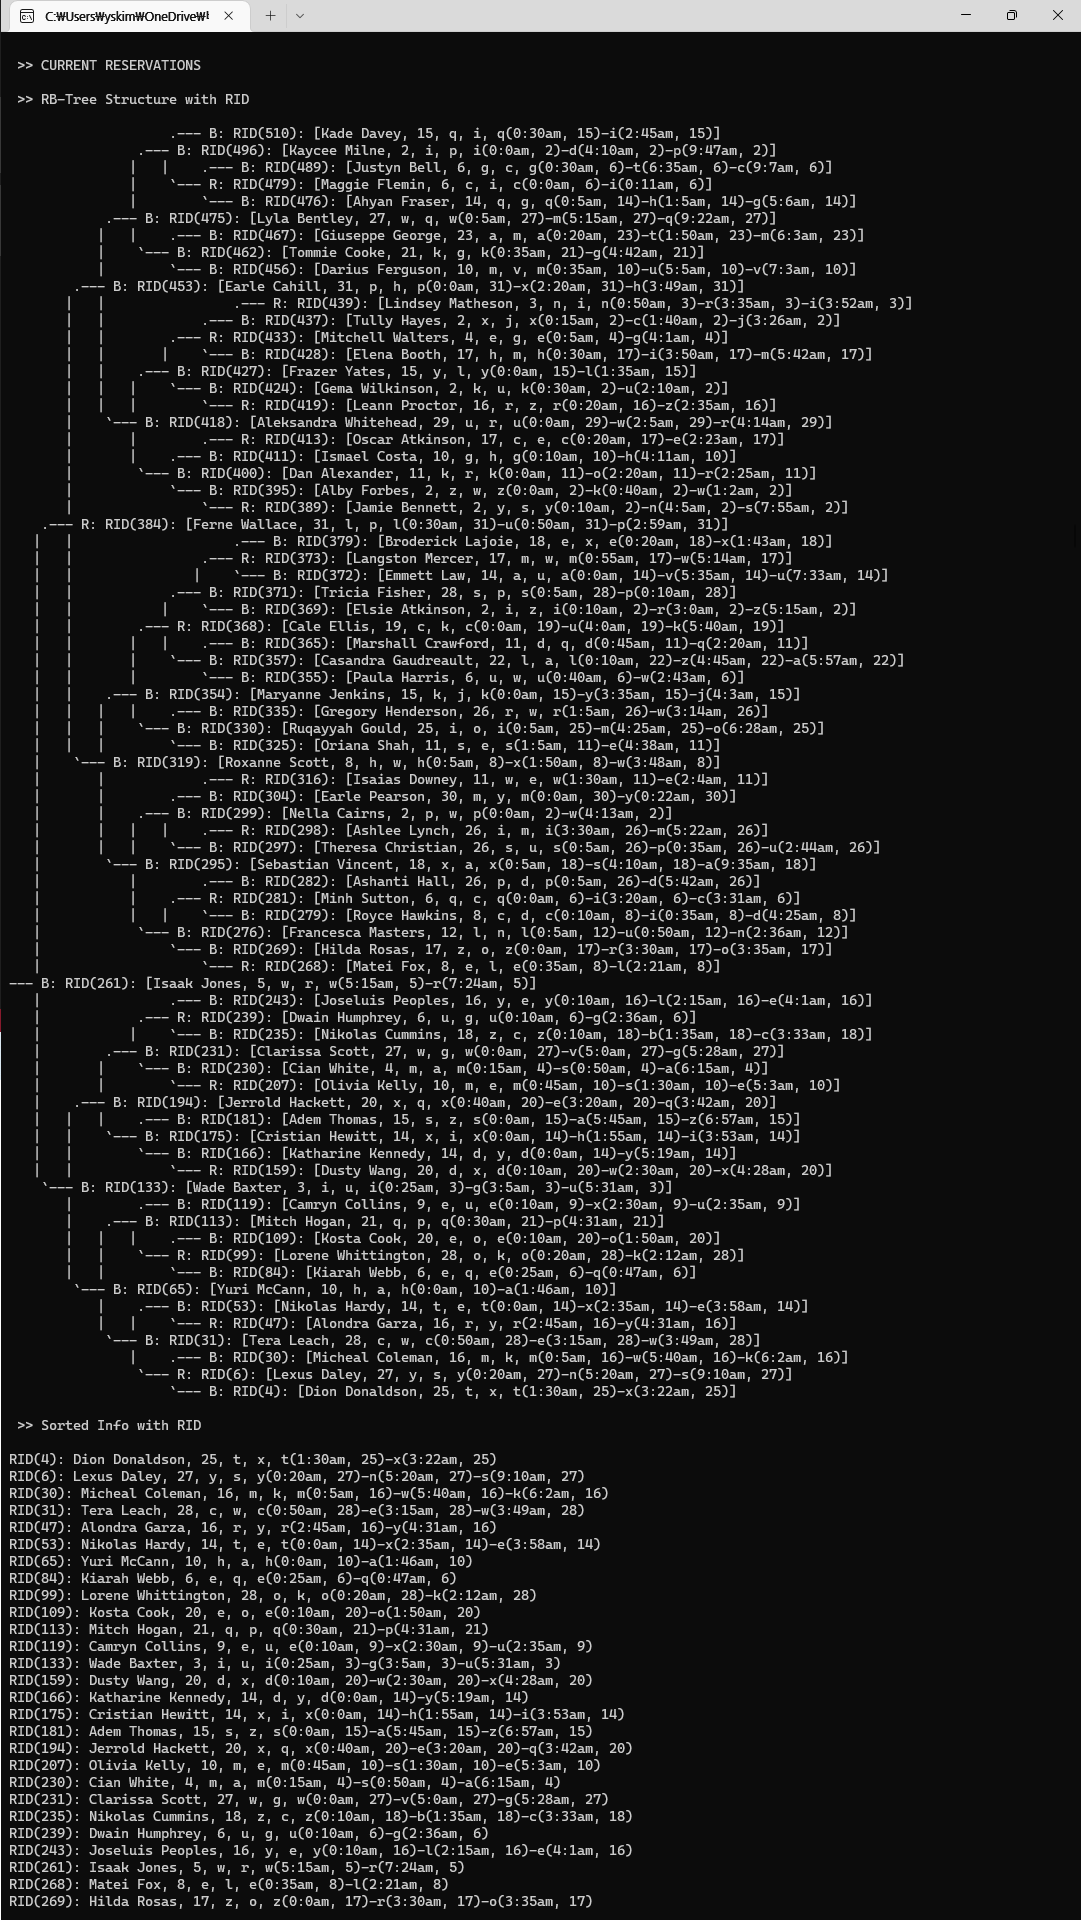 C:₩Users₩yskim₩OneDrive₩
>> CURRENT RESERVATIONS
>> RB-Tree Structure with RID
                    .--- B: RID(510): [Kade Davey, 15, q, i, q(0:30am, 15)-i(2:45am, 15)]
                .--- B: RID(496): [Kaycee Milne, 2, i, p, i(0:00am, 2)-d(4:10am, 2)-p(9:47am, 2)]
               |   |    .--- B: RID(489): [Justyn Bell, 6, g, c, g(0:30am, 6)-t(6:35am, 6)-c(9:7am, 6)]
               |    `--- R: RID(479): [Maggie Flemin, 6, c, i, c(0:0am, 6)-i(0:11am, 6)]
               |        `--- B: RID(476): [Ahyan Fraser, 14, q, g, q(0:5am, 14)-h(1:5am, 14)-g(5:6am, 14)]
            .--- B: RID(475): [Lyla Bentley, 27, w, q, w(0:5am, 27)-m(5:15am, 27)-q(9:22am, 27)]
           |   |    .--- B: RID(467): [Giuseppe George, 23, a, m, a(0:20am, 23)-t(1:50am, 23)-m(6:3am, 23)]
           |    `--- B: RID(462): [Tommie Cooke, 21, k, g, k(0:35am, 21)-g(4:42am, 21)]
           |        `--- B: RID(456): [Darius Ferguson, 10, m, v, m(0:35am, 10)-u(5:5am, 10)-v(7:3am, 10)]
        .--- B: RID(453): [Earle Cahill, 31, p, h, p(0:0am, 31)-x(2:20am, 31)-h(3:49am, 31)]
       |   |                .--- R: RID(439): [Lindsey Matheson, 3, n, i, n(0:50am, 3)-r(3:35am, 3)-i(3:52am, 3)]
       |   |            .--- B: RID(437): [Tully Hayes, 2, x, j, x(0:15am, 2)-c(1:40am, 2)-j(3:26am, 2)]
       |   |        .--- R: RID(433): [Mitchell Walters, 4, e, g, e(0:5am, 4)-g(4:1am, 4)]
       |   |       |    `--- B: RID(428): [Elena Booth, 17, h, m, h(0:30am, 17)-i(3:50am, 17)-m(5:42am, 17)]
       |   |    .--- B: RID(427): [Frazer Yates, 15, y, l, y(0:0am, 15)-l(1:35am, 15)]
       |   |   |    `--- B: RID(424): [Gema Wilkinson, 2, k, u, k(0:30am, 2)-u(2:10am, 2)]
       |   |   |        `--- R: RID(419): [Leann Proctor, 16, r, z, r(0:20am, 16)-z(2:35am, 16)]
       |    `--- B: RID(418): [Aleksandra Whitehead, 29, u, r, u(0:0am, 29)-w(2:5am, 29)-r(4:14am, 29)]
       |       |        .--- R: RID(413): [Oscar Atkinson, 17, c, e, c(0:20am, 17)-e(2:23am, 17)]
       |       |    .--- B: RID(411): [Ismael Costa, 10, g, h, g(0:10am, 10)-h(4:11am, 10)]
       |        `--- B: RID(400): [Dan Alexander, 11, k, r, k(0:0am, 11)-o(2:20am, 11)-r(2:25am, 11)]
       |            `--- B: RID(395): [Alby Forbes, 2, z, w, z(0:0am, 2)-k(0:40am, 2)-w(1:2am, 2)]
       |                `--- R: RID(389): [Jamie Bennett, 2, y, s, y(0:10am, 2)-n(4:5am, 2)-s(7:55am, 2)]
    .--- R: RID(384): [Ferne Wallace, 31, l, p, l(0:30am, 31)-u(0:50am, 31)-p(2:59am, 31)]
   |   |                    .--- B: RID(379): [Broderick Lajoie, 18, e, x, e(0:20am, 18)-x(1:43am, 18)]
   |   |                .--- R: RID(373): [Langston Mercer, 17, m, w, m(0:55am, 17)-w(5:14am, 17)]
   |   |               |    `--- B: RID(372): [Emmett Law, 14, a, u, a(0:0am, 14)-v(5:35am, 14)-u(7:33am, 14)]
   |   |            .--- B: RID(371): [Tricia Fisher, 28, s, p, s(0:5am, 28)-p(0:10am, 28)]
   |   |           |    `--- B: RID(369): [Elsie Atkinson, 2, i, z, i(0:10am, 2)-r(3:0am, 2)-z(5:15am, 2)]
   |   |        .--- R: RID(368): [Cale Ellis, 19, c, k, c(0:0am, 19)-u(4:0am, 19)-k(5:40am, 19)]
   |   |       |   |    .--- B: RID(365): [Marshall Crawford, 11, d, q, d(0:45am, 11)-q(2:20am, 11)]
   |   |       |    `--- B: RID(357): [Casandra Gaudreault, 22, l, a, l(0:10am, 22)-z(4:45am, 22)-a(5:57am, 22)]
   |   |       |        `--- B: RID(355): [Paula Harris, 6, u, w, u(0:40am, 6)-w(2:43am, 6)]
   |   |    .--- B: RID(354): [Maryanne Jenkins, 15, k, j, k(0:0am, 15)-y(3:35am, 15)-j(4:3am, 15)]
   |   |   |   |    .--- B: RID(335): [Gregory Henderson, 26, r, w, r(1:5am, 26)-w(3:14am, 26)]
   |   |   |    `--- B: RID(330): [Ruqayyah Gould, 25, i, o, i(0:5am, 25)-m(4:25am, 25)-o(6:28am, 25)]
   |   |   |        `--- B: RID(325): [Oriana Shah, 11, s, e, s(1:5am, 11)-e(4:38am, 11)]
   |    `--- B: RID(319): [Roxanne Scott, 8, h, w, h(0:5am, 8)-x(1:50am, 8)-w(3:48am, 8)]
   |       |            .--- R: RID(316): [Isaias Downey, 11, w, e, w(1:30am, 11)-e(2:4am, 11)]
   |       |        .--- B: RID(304): [Earle Pearson, 30, m, y, m(0:0am, 30)-y(0:22am, 30)]
   |       |    .--- B: RID(299): [Nella Cairns, 2, p, w, p(0:0am, 2)-w(4:13am, 2)]
   |       |   |   |    .--- R: RID(298): [Ashlee Lynch, 26, i, m, i(3:30am, 26)-m(5:22am, 26)]
   |       |   |    `--- B: RID(297): [Theresa Christian, 26, s, u, s(0:5am, 26)-p(0:35am, 26)-u(2:44am, 26)]
   |        `--- B: RID(295): [Sebastian Vincent, 18, x, a, x(0:5am, 18)-s(4:10am, 18)-a(9:35am, 18)]
   |           |        .--- B: RID(282): [Ashanti Hall, 26, p, d, p(0:5am, 26)-d(5:42am, 26)]
   |           |    .--- R: RID(281): [Minh Sutton, 6, q, c, q(0:0am, 6)-i(3:20am, 6)-c(3:31am, 6)]
   |           |   |    `--- B: RID(279): [Royce Hawkins, 8, c, d, c(0:10am, 8)-i(0:35am, 8)-d(4:25am, 8)]
   |            `--- B: RID(276): [Francesca Masters, 12, l, n, l(0:5am, 12)-u(0:50am, 12)-n(2:36am, 12)]
   |                `--- B: RID(269): [Hilda Rosas, 17, z, o, z(0:0am, 17)-r(3:30am, 17)-o(3:35am, 17)]
   |                    `--- R: RID(268): [Matei Fox, 8, e, l, e(0:35am, 8)-l(2:21am, 8)]
--- B: RID(261): [Isaak Jones, 5, w, r, w(5:15am, 5)-r(7:24am, 5)]
   |                .--- B: RID(243): [Joseluis Peoples, 16, y, e, y(0:10am, 16)-l(2:15am, 16)-e(4:1am, 16)]
   |            .--- R: RID(239): [Dwain Humphrey, 6, u, g, u(0:10am, 6)-g(2:36am, 6)]
   |           |    `--- B: RID(235): [Nikolas Cummins, 18, z, c, z(0:10am, 18)-b(1:35am, 18)-c(3:33am, 18)]
   |        .--- B: RID(231): [Clarissa Scott, 27, w, g, w(0:0am, 27)-v(5:0am, 27)-g(5:28am, 27)]
   |       |    `--- B: RID(230): [Cian White, 4, m, a, m(0:15am, 4)-s(0:50am, 4)-a(6:15am, 4)]
   |       |        `--- R: RID(207): [Olivia Kelly, 10, m, e, m(0:45am, 10)-s(1:30am, 10)-e(5:3am, 10)]
   |    .--- B: RID(194): [Jerrold Hackett, 20, x, q, x(0:40am, 20)-e(3:20am, 20)-q(3:42am, 20)]
   |   |   |    .--- B: RID(181): [Adem Thomas, 15, s, z, s(0:0am, 15)-a(5:45am, 15)-z(6:57am, 15)]
   |   |    `--- B: RID(175): [Cristian Hewitt, 14, x, i, x(0:0am, 14)-h(1:55am, 14)-i(3:53am, 14)]
   |   |        `--- B: RID(166): [Katharine Kennedy, 14, d, y, d(0:0am, 14)-y(5:19am, 14)]
   |   |            `--- R: RID(159): [Dusty Wang, 20, d, x, d(0:10am, 20)-w(2:30am, 20)-x(4:28am, 20)]
    `--- B: RID(133): [Wade Baxter, 3, i, u, i(0:25am, 3)-g(3:5am, 3)-u(5:31am, 3)]
       |        .--- B: RID(119): [Camryn Collins, 9, e, u, e(0:10am, 9)-x(2:30am, 9)-u(2:35am, 9)]
       |    .--- B: RID(113): [Mitch Hogan, 21, q, p, q(0:30am, 21)-p(4:31am, 21)]
       |   |   |    .--- B: RID(109): [Kosta Cook, 20, e, o, e(0:10am, 20)-o(1:50am, 20)]
       |   |    `--- R: RID(99): [Lorene Whittington, 28, o, k, o(0:20am, 28)-k(2:12am, 28)]
       |   |        `--- B: RID(84): [Kiarah Webb, 6, e, q, e(0:25am, 6)-q(0:47am, 6)]
        `--- B: RID(65): [Yuri McCann, 10, h, a, h(0:0am, 10)-a(1:46am, 10)]
           |    .--- B: RID(53): [Nikolas Hardy, 14, t, e, t(0:0am, 14)-x(2:35am, 14)-e(3:58am, 14)]
           |   |    `--- R: RID(47): [Alondra Garza, 16, r, y, r(2:45am, 16)-y(4:31am, 16)]
            `--- B: RID(31): [Tera Leach, 28, c, w, c(0:50am, 28)-e(3:15am, 28)-w(3:49am, 28)]
               |    .--- B: RID(30): [Micheal Coleman, 16, m, k, m(0:5am, 16)-w(5:40am, 16)-k(6:2am, 16)]
                `--- R: RID(6): [Lexus Daley, 27, y, s, y(0:20am, 27)-n(5:20am, 27)-s(9:10am, 27)]
                    `--- B: RID(4): [Dion Donaldson, 25, t, x, t(1:30am, 25)-x(3:22am, 25)]
>> Sorted Info with RID
RID(4): Dion Donaldson, 25, t, x, t(1:30am, 25)-x(3:22am, 25)
RID(6): Lexus Daley, 27, y, s, y(0:20am, 27)-n(5:20am, 27)-s(9:10am, 27)
RID(30): Micheal Coleman, 16, m, k, m(0:5am, 16)-w(5:40am, 16)-k(6:2am, 16)
RID(31): Tera Leach, 28, c, w, c(0:50am, 28)-e(3:15am, 28)-w(3:49am, 28)
RID(47): Alondra Garza, 16, r, y, r(2:45am, 16)-y(4:31am, 16)
RID(53): Nikolas Hardy, 14, t, e, t(0:0am, 14)-x(2:35am, 14)-e(3:58am, 14)
RID(65): Yuri McCann, 10, h, a, h(0:0am, 10)-a(1:46am, 10)
RID(84): Kiarah Webb, 6, e, q, e(0:25am, 6)-q(0:47am, 6)
RID(99): Lorene Whittington, 28, o, k, o(0:20am, 28)-k(2:12am, 28)
RID(109): Kosta Cook, 20, e, o, e(0:10am, 20)-o(1:50am, 20)
RID(113): Mitch Hogan, 21, q, p, q(0:30am, 21)-p(4:31am, 21)
RID(119): Camryn Collins, 9, e, u, e(0:10am, 9)-x(2:30am, 9)-u(2:35am, 9)
RID(133): Wade Baxter, 3, i, u, i(0:25am, 3)-g(3:5am, 3)-u(5:31am, 3)
RID(159): Dusty Wang, 20, d, x, d(0:10am, 20)-w(2:30am, 20)-x(4:28am, 20)
RID(166): Katharine Kennedy, 14, d, y, d(0:0am, 14)-y(5:19am, 14)
RID(175): Cristian Hewitt, 14, x, i, x(0:0am, 14)-h(1:55am, 14)-i(3:53am, 14)
RID(181): Adem Thomas, 15, s, z, s(0:0am, 15)-a(5:45am, 15)-z(6:57am, 15)
RID(194): Jerrold Hackett, 20, x, q, x(0:40am, 20)-e(3:20am, 20)-q(3:42am, 20)
RID(207): Olivia Kelly, 10, m, e, m(0:45am, 10)-s(1:30am, 10)-e(5:3am, 10)
RID(230): Cian White, 4, m, a, m(0:15am, 4)-s(0:50am, 4)-a(6:15am, 4)
RID(231): Clarissa Scott, 27, w, g, w(0:0am, 27)-v(5:0am, 27)-g(5:28am, 27)
RID(235): Nikolas Cummins, 18, z, c, z(0:10am, 18)-b(1:35am, 18)-c(3:33am, 18)
RID(239): Dwain Humphrey, 6, u, g, u(0:10am, 6)-g(2:36am, 6)
RID(243): Joseluis Peoples, 16, y, e, y(0:10am, 16)-l(2:15am, 16)-e(4:1am, 16)
RID(261): Isaak Jones, 5, w, r, w(5:15am, 5)-r(7:24am, 5)
RID(268): Matei Fox, 8, e, l, e(0:35am, 8)-l(2:21am, 8)
RID(269): Hilda Rosas, 17, z, o, z(0:0am, 17)-r(3:30am, 17)-o(3:35am, 17)